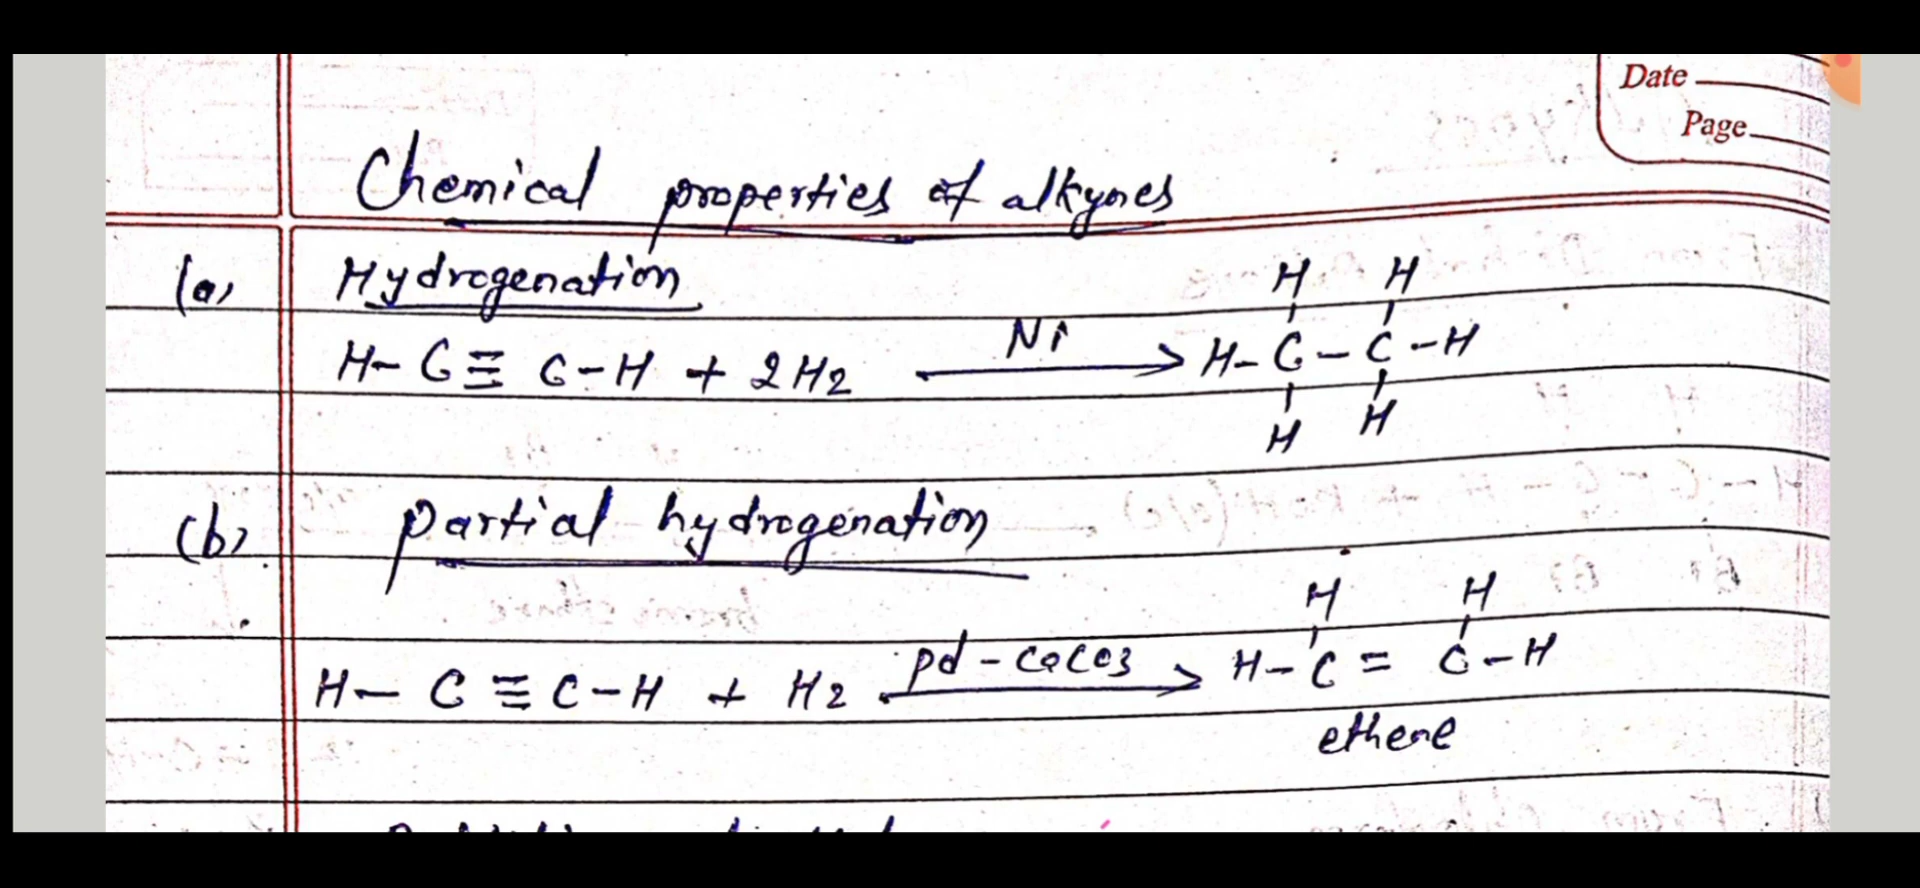 Date
Page
Chemical properties of alkynes
(a) Hydrogenation
H H
H-C≡C-H + 2H2 Ni → H-C-C-H
H H
(b) partial hydrogenation
H H
H-C≡C-H + H2 pd-CaCO3 → H-C=C-H
ethene